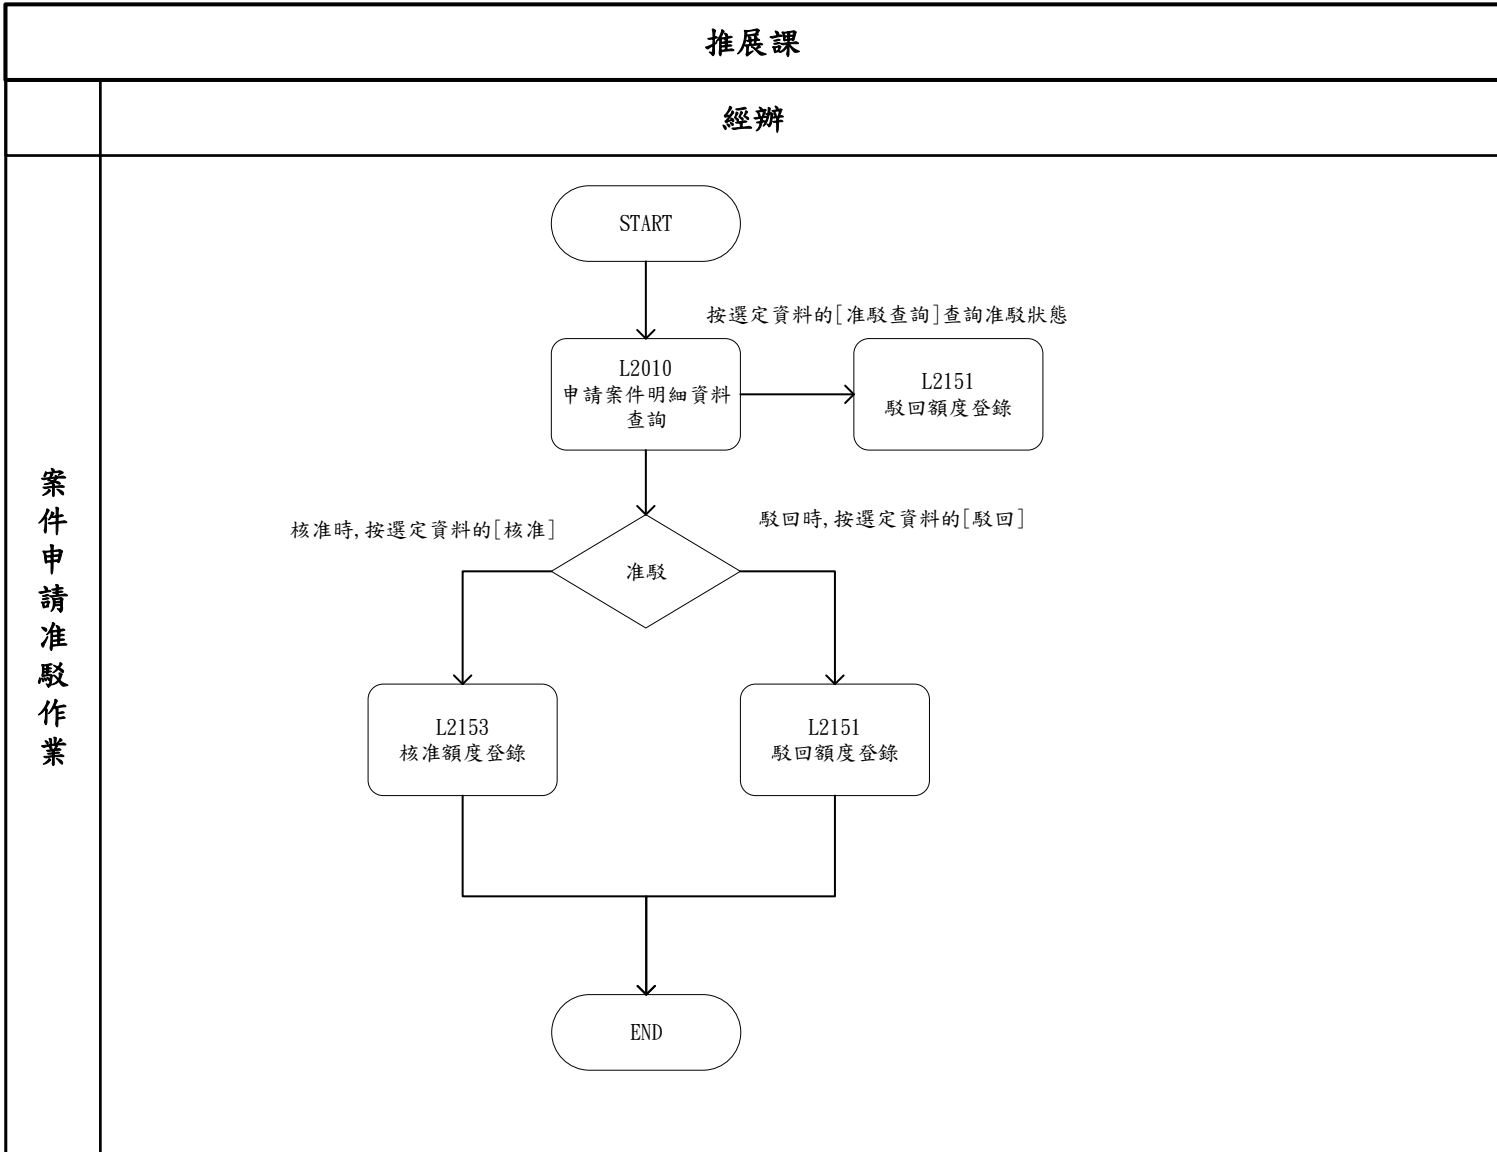 推展課
經辦
案件申請准駁作業
START
按選定資料的[准駁查詢]查詢准駁狀態
L2010
申請案件明細資料
查詢
L2151
駁回額度登錄
核准時,按選定資料的[核准]
駁回時,按選定資料的[駁回]
准駁
L2153
核准額度登錄
L2151
駁回額度登錄
END